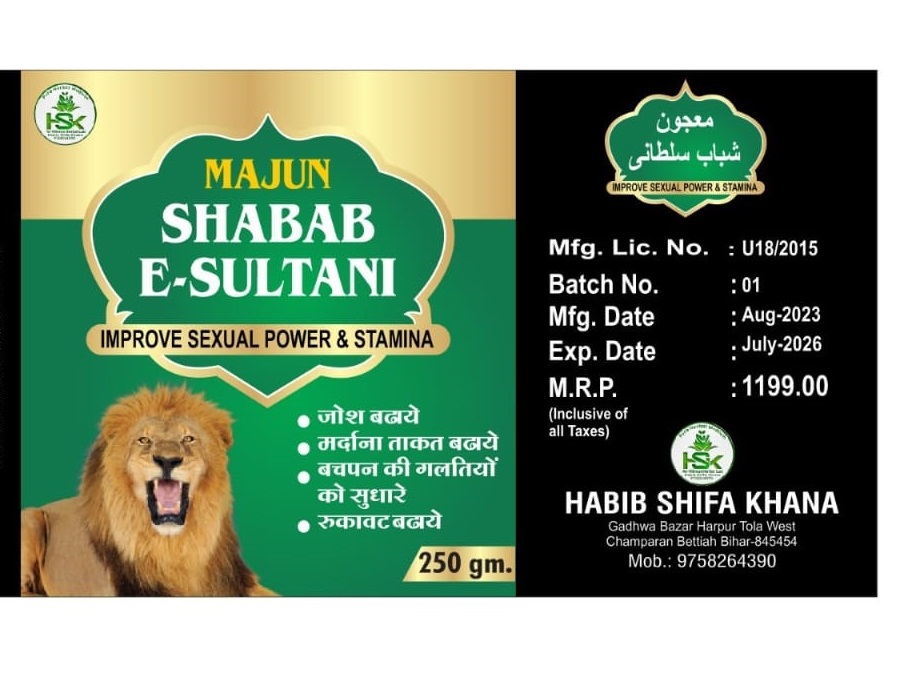 HSK
MAJUN
SHABAB
E-SULTANI
IMPROVE SEXUAL POWER & STAMINA
• जोश बढाये
• मर्दाना ताकत बढाये
• बचपन की गलतियों
को सुधारे
• रुकावट बढाये
250 gm.
معجون
شباب سلطانی
IMPROVE SEXUAL POWER & STAMINA
Mfg. Lic. No. : U18/2015
Batch No. : 01
Mfg. Date : Aug-2023
Exp. Date : July-2026
M.R.P. : 1199.00
(Inclusive of
all Taxes)
HSK
HABIB SHIFA KHANA
Gadhwa Bazar Harpur Tola West
Champaran Bettiah Bihar-845454
Mob.: 9758264390